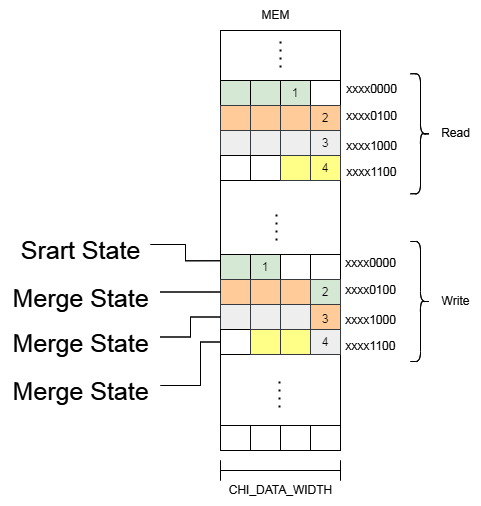 MEM
1
xxxx0000
2
xxxx0100
3
xxxx1000
4
xxxx1100
Read
Srart State
1
xxxx0000
Merge State
2
xxxx0100
Merge State
3
xxxx1000
Merge State
4
xxxx1100
Write
CHI_DATA_WIDTH